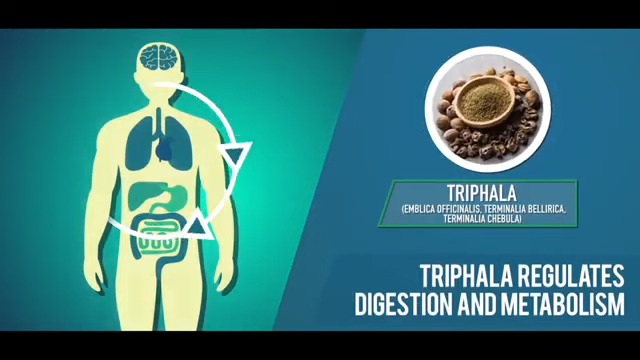 TRIPHALA
(EMBLICA OFFICINALIS, TERMINALIA BELLIRICA,
TERMINALIA CHEBULA)
TRIPHALA REGULATES
DIGESTION AND METABOLISM